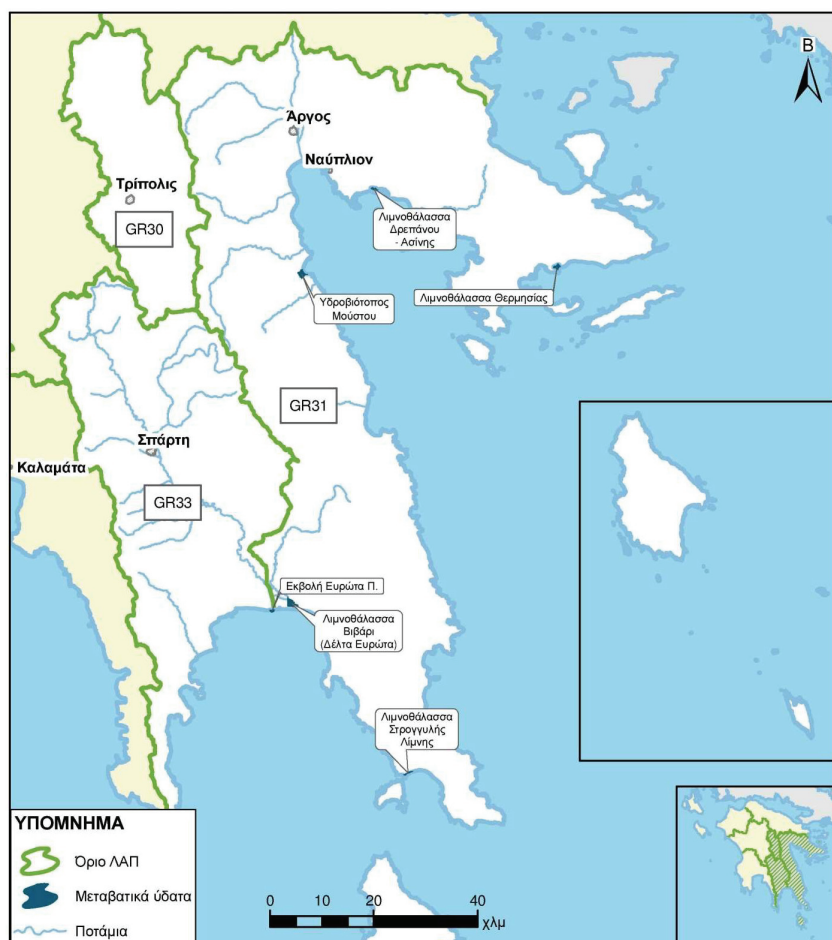 Β
Άργος
Ναύπλιον
Τρίπολις
GR30
Λιμνοθάλασσα
Δρεπάνου
- Ασίνης
Λιμνοθάλασσα Θερμησίας
Υδροβιότοπος
Μούστου
GR31
Σπάρτη
Καλαμάτα
GR33
Εκβολή Ευρώτα Π.
Λιμνοθάλασσα
Βιβάρι
(Δέλτα Ευρώτα)
Λιμνοθάλασσα
Στρογγυλής
Λίμνης
ΥΠΟΜΝΗΜΑ
Όριο ΛΑΠ
Μεταβατικά ύδατα
Ποτάμια
0 10 20 40
χλμ